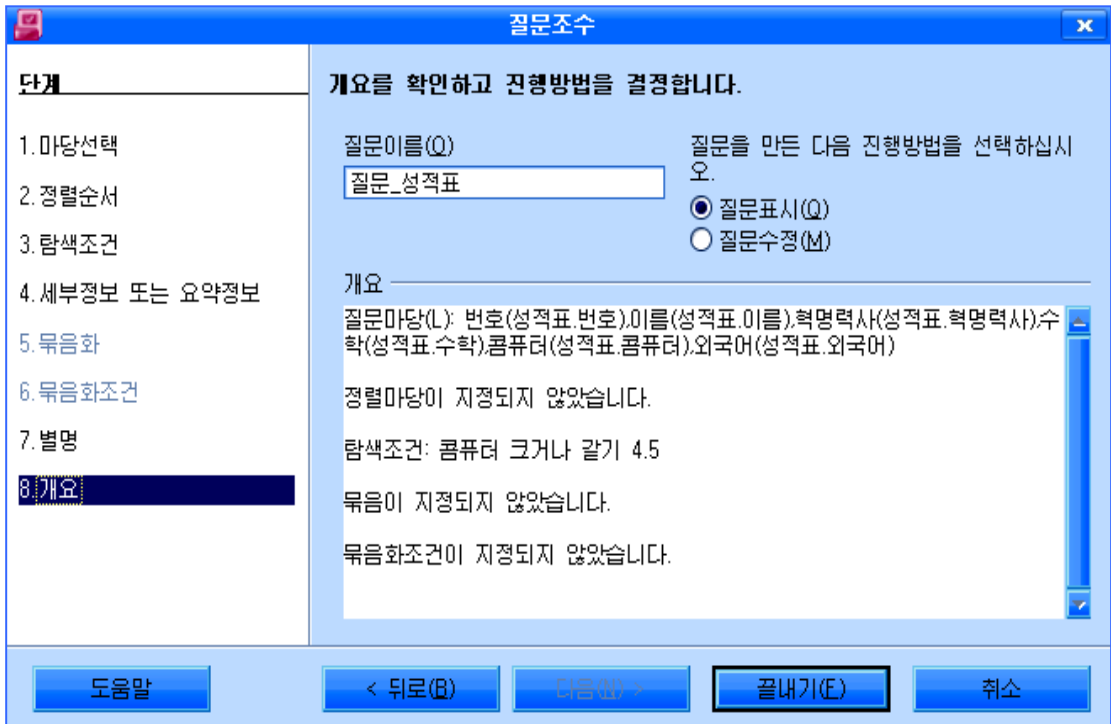 질문조수
단계
1.마당선택
2.정렬순서
3.탐색조건
4.세부정보 또는 요약정보
5.묶음화
6.묶음화조건
7.별명
8.개요
개요를 확인하고 진행방법을 결정합니다.
질문이름(Q)
질문_성적표
질문을 만든 다음 진행방법을 선택하십시
오.
질문표시(Q)
질문수정(M)
개요
질문마당(L): 번호(성적표.번호),이름(성적표.이름),혁명력사(성적표.혁명력사),수
학(성적표.수학),콤퓨터(성적표.콤퓨터),외국어(성적표.외국어)
정렬마당이 지정되지 않았습니다.
탐색조건: 콤퓨터 크거나 같기 4.5
묶음이 지정되지 않았습니다.
묶음화조건이 지정되지 않았습니다.
도움말
< 뒤로(B)
다음(N) >
끝내기(E)
취소